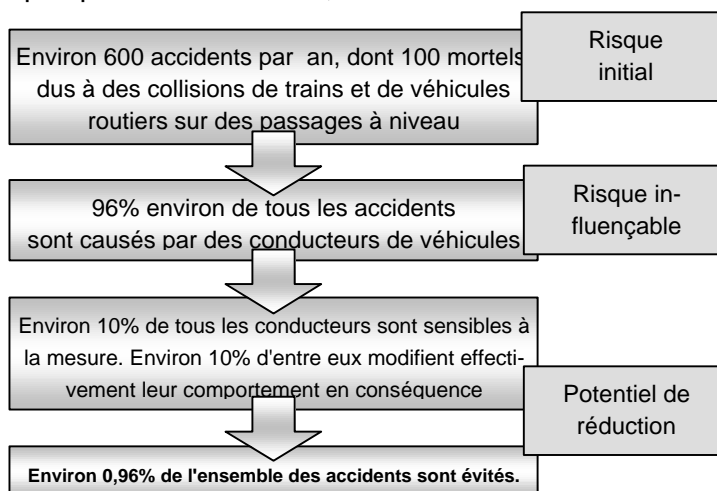 Environ 600 accidents par an, dont 100 mortels
dus à des collisions de trains et de véhicules
routiers sur des passages à niveau
Risque
initial
96% environ de tous les accidents
sont causés par des conducteurs de véhicules
Risque in-
fluençable
Environ 10% de tous les conducteurs sont sensibles à
la mesure. Environ 10% d'entre eux modifient effecti-
vement leur comportement en conséquence
Potentiel de
réduction
Environ 0,96% de l'ensemble des accidents sont évités.